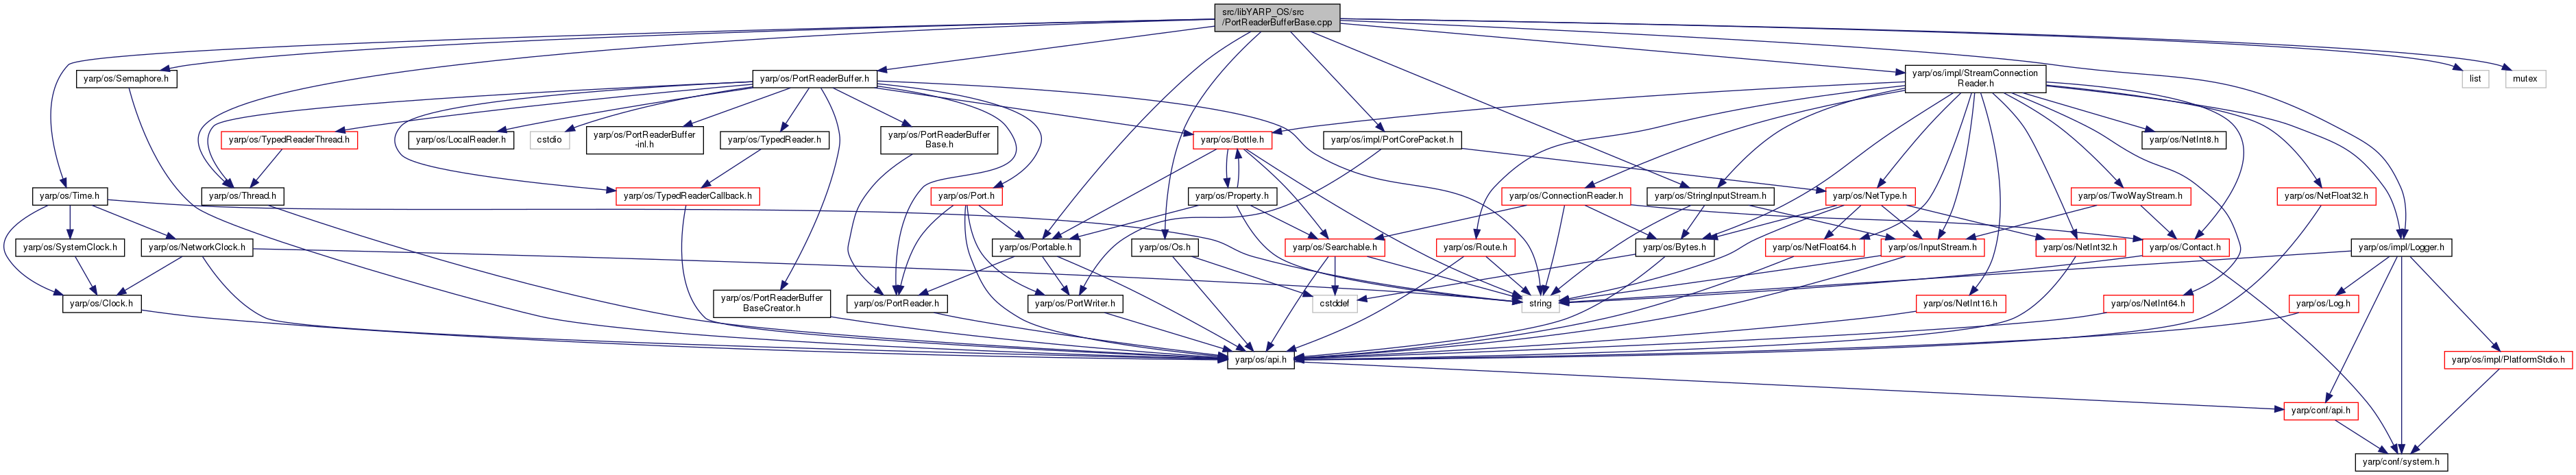 src/libYARP_OS/src
/PortReaderBufferBase.cpp
yarp/os/Semaphore.h
yarp/os/PortReaderBuffer.h
yarp/os/impl/StreamConnection
Reader.h
list
mutex
yarp/os/TypedReaderThread.h
yarp/os/LocalReader.h
cstdio
yarp/os/PortReaderBuffer
-inl.h
yarp/os/TypedReader.h
yarp/os/PortReaderBuffer
Base.h
yarp/os/Bottle.h
yarp/os/impl/PortCorePacket.h
yarp/os/NetInt8.h
yarp/os/Time.h
yarp/os/Thread.h
yarp/os/TypedReaderCallback.h
yarp/os/Port.h
yarp/os/Property.h
yarp/os/ConnectionReader.h
yarp/os/StringInputStream.h
yarp/os/NetType.h
yarp/os/TwoWayStream.h
yarp/os/NetFloat32.h
yarp/os/SystemClock.h
yarp/os/NetworkClock.h
yarp/os/Portable.h
yarp/os/Os.h
yarp/os/Searchable.h
yarp/os/Route.h
yarp/os/Bytes.h
yarp/os/NetFloat64.h
yarp/os/InputStream.h
yarp/os/NetInt32.h
yarp/os/Contact.h
yarp/os/impl/Logger.h
yarp/os/Clock.h
yarp/os/PortReaderBuffer
BaseCreator.h
yarp/os/PortReader.h
yarp/os/PortWriter.h
cstddef
string
yarp/os/NetInt16.h
yarp/os/NetInt64.h
yarp/os/Log.h
yarp/os/api.h
yarp/os/impl/PlatformStdio.h
yarp/conf/api.h
yarp/conf/system.h